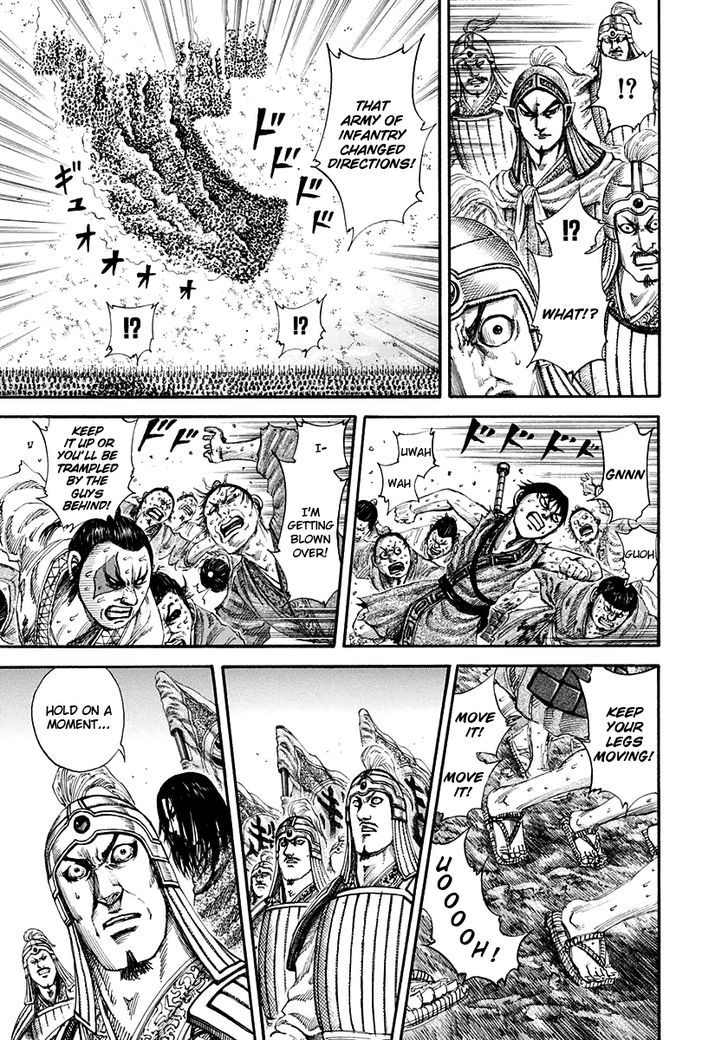 !?
!?
WHAT!?
THAT
ARMY OF
INFANTRY
CHANGED
DIRECTIONS!
ドドドド
ギュオオオ
!?
!?
ドドドド
GNNN
UWAH
WAH
GUOH
I-
I'M
GETTING
BLOWN
OVER!
ドド
KEEP
IT UP OR
YOU'LL BE
TRAMPLED
BY THE
GUYS
BEHIND!
KEEP
YOUR
LEGS
MOVING!
MOVE
IT!
MOVE
IT!
UOOOOH!
HOLD ON
A
MOMENT...